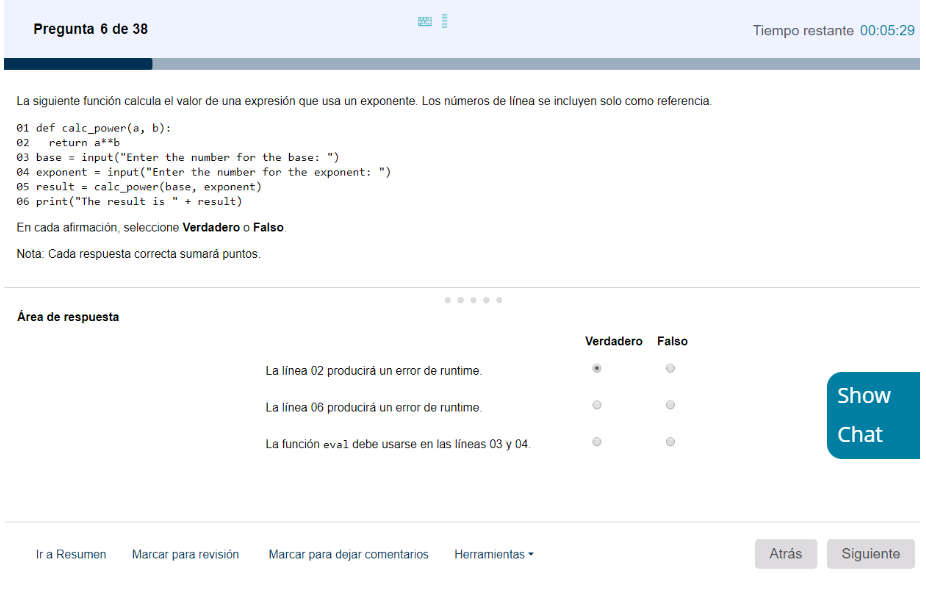 Pregunta 6 de 38
Tiempo restante 00:05:29
La siguiente función calcula el valor de una expresión que usa un exponente. Los números de línea se incluyen solo como referencia.
01 def calc_power(a, b):
02   return a**b
03 base = input("Enter the number for the base: ")
04 exponent = input("Enter the number for the exponent: ")
05 result = calc_power(base, exponent)
06 print("The result is " + result)
En cada afirmación, seleccione Verdadero o Falso.
Nota: Cada respuesta correcta sumará puntos.
Área de respuesta
Verdadero Falso
La línea 02 producirá un error de runtime.
La línea 06 producirá un error de runtime.
La función eval debe usarse en las líneas 03 y 04.
Show
Chat
Ir a Resumen Marcar para revisión Marcar para dejar comentarios Herramientas Atrás Siguiente